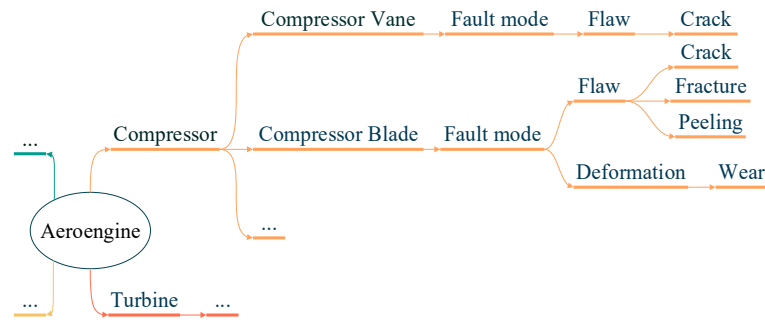 Compressor Vane Fault mode Flaw Crack
Crack
Flaw
Fracture
Peeling
... Compressor Compressor Blade Fault mode
Deformation Wear
Aeroengine
...
... Turbine ...